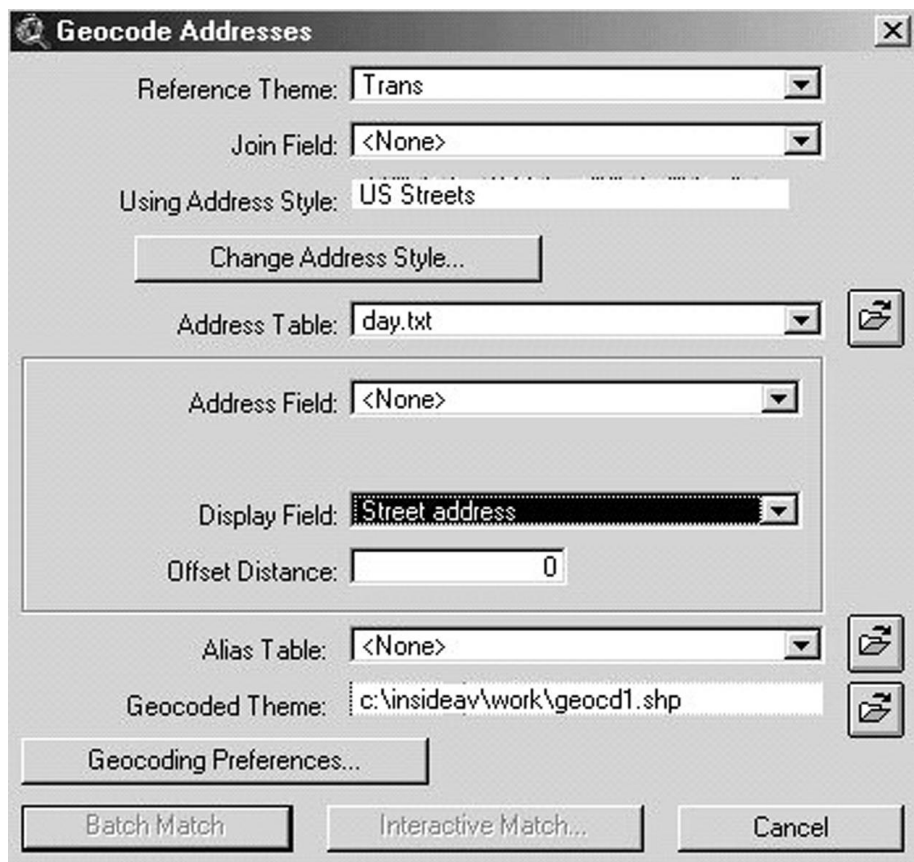 Geocode Addresses
Reference Theme: Trans
Join Field: <None>
Using Address Style: US Streets
Change Address Style...
Address Table: day.txt
Address Field: <None>
Display Field: Street address
Offset Distance: 0
Alias Table: <None>
Geocoded Theme: c:\insideav\work\geocd1.shp
Geocoding Preferences...
Batch Match Interactive Match... Cancel